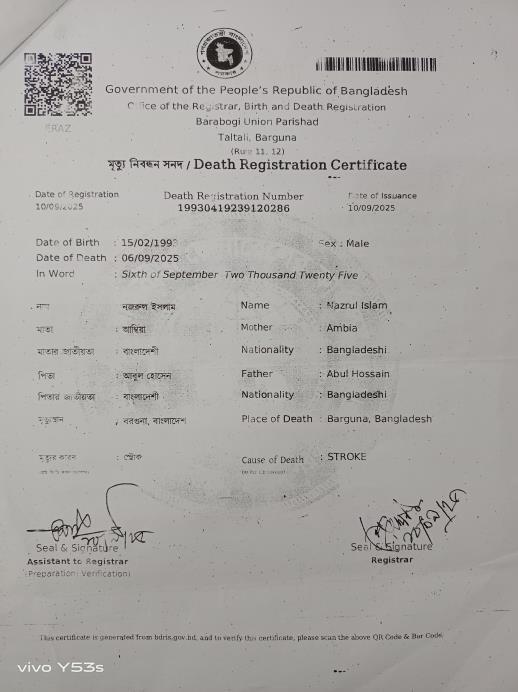 ERAZ
Government of the People's Republic of Bangladesh
Office of the Registrar, Birth and Death Registration
Barabogi Union Parishad
Taltali, Barguna
(Rule 11, 12)
মৃত্যু নিবন্ধন সনদ / Death Registration Certificate
Date of Registration
10/09/2025
Death Registration Number
19930419239120286
Date of Issuance
10/09/2025
Date of Birth : 15/02/1993
Sex : Male
Date of Death : 06/09/2025
In Word : Sixth of September Two Thousand Twenty Five
নাম : নজরুল ইসলাম Name : Nazrul Islam
মাতা : আম্বিয়া Mother : Ambia
মাতার জাতীয়তা : বাংলাদেশী Nationality : Bangladeshi
পিতা : আবুল হোসেন Father : Abul Hossain
পিতার জাতীয়তা : বাংলাদেশী Nationality : Bangladeshi
মৃত্যুস্থান : বরগুনা, বাংলাদেশ Place of Death : Barguna, Bangladesh
মৃত্যুর কারন : স্ট্রোক Cause of Death : STROKE
Seal & Signature
Assistant to Registrar
(Preparation, Verification)
Seal & Signature
Registrar
This certificate is generated from bdris.gov.bd, and to verify this certificate, please scan the above QR Code & Bar Code.
vivo Y53s